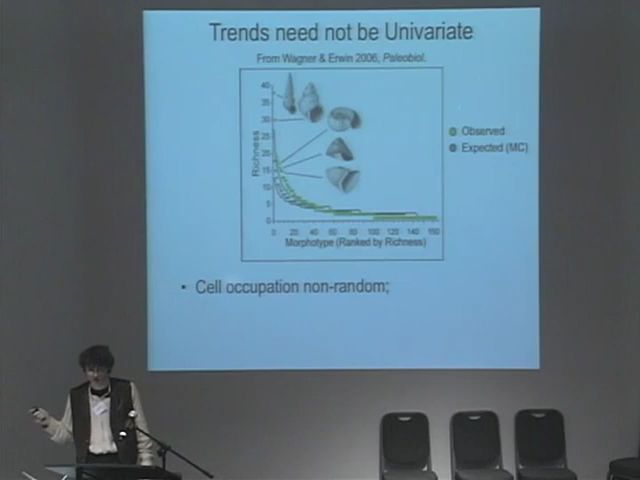 Trends need not be Univariate
From Wagner & Erwin 2006, Paleobiol.
40
35
30
25
20
15
10
5
0
Richness
0 20 40 60 80 100 120 140 160
Morphotype (Ranked by Richness)
Observed
Expected (MC)
• Cell occupation non-random;